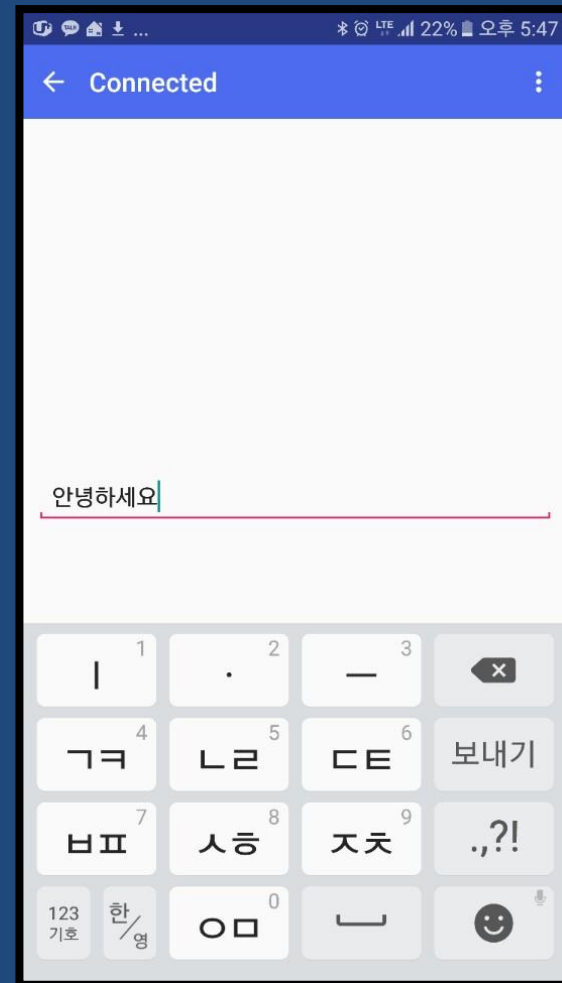 TALK ... LTE 22% 오후 5:47
Connected
안녕하세요
ㅣ 1 · 2 ㅡ 3
ㄱㅋ 4 ㄴㄹ 5 ㄷㅌ 6 보내기
ㅂㅍ 7 ㅅㅎ 8 ㅈㅊ 9 .,?!
123 기호 한/영 ㅇㅁ 0